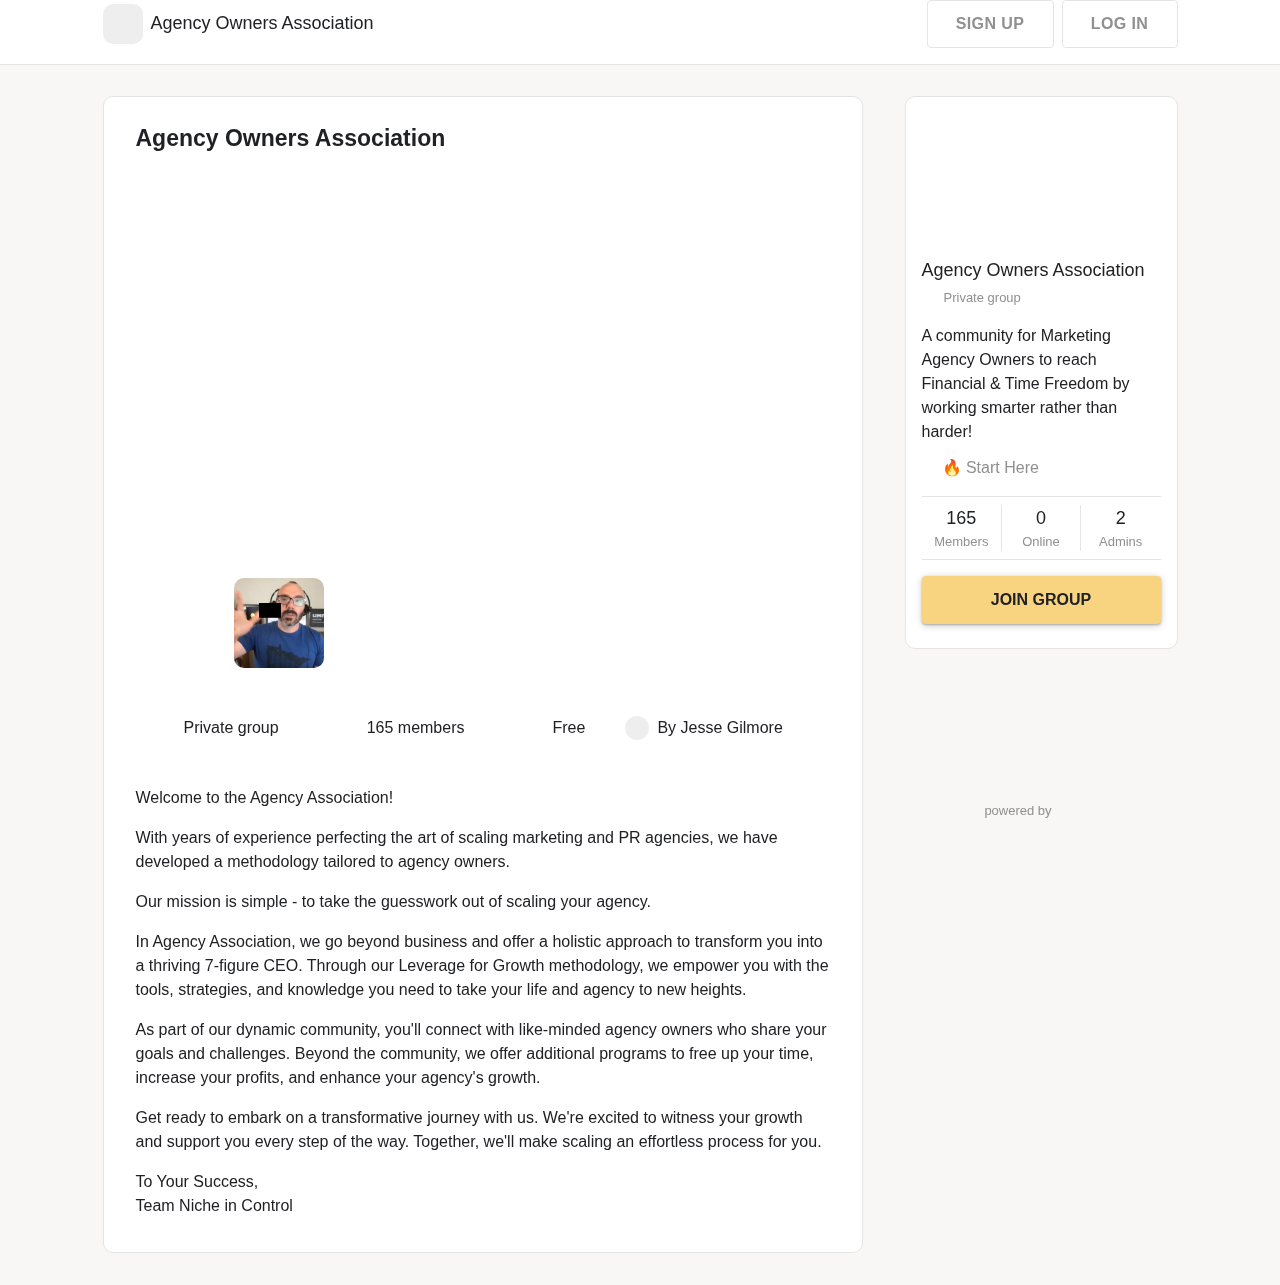 Agency Owners Association
SIGN UP
LOG IN
Agency Owners Association
Private group
165 members
Free
By Jesse Gilmore
Welcome to the Agency Association!
With years of experience perfecting the art of scaling marketing and PR agencies, we have
developed a methodology tailored to agency owners.
Our mission is simple - to take the guesswork out of scaling your agency.
In Agency Association, we go beyond business and offer a holistic approach to transform you into
a thriving 7-figure CEO. Through our Leverage for Growth methodology, we empower you with the
tools, strategies, and knowledge you need to take your life and agency to new heights.
As part of our dynamic community, you'll connect with like-minded agency owners who share your
goals and challenges. Beyond the community, we offer additional programs to free up your time,
increase your profits, and enhance your agency's growth.
Get ready to embark on a transformative journey with us. We're excited to witness your growth
and support you every step of the way. Together, we'll make scaling an effortless process for you.
To Your Success,
Team Niche in Control
Agency Owners Association
Private group
A community for Marketing
Agency Owners to reach
Financial & Time Freedom by
working smarter rather than
harder!
🔥 Start Here
165
Members
0
Online
2
Admins
JOIN GROUP
powered by